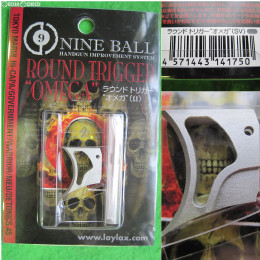 9
NINE BALL
HANDGUN IMPROVEMENT SYSTEM
ROUND TRIGGER
"OMEGA"
ラウンドトリガー
"オメガ"(Ω)
www.laylax.com
ラウンドトリガー"オメガ"(SV)
4 571443 141750